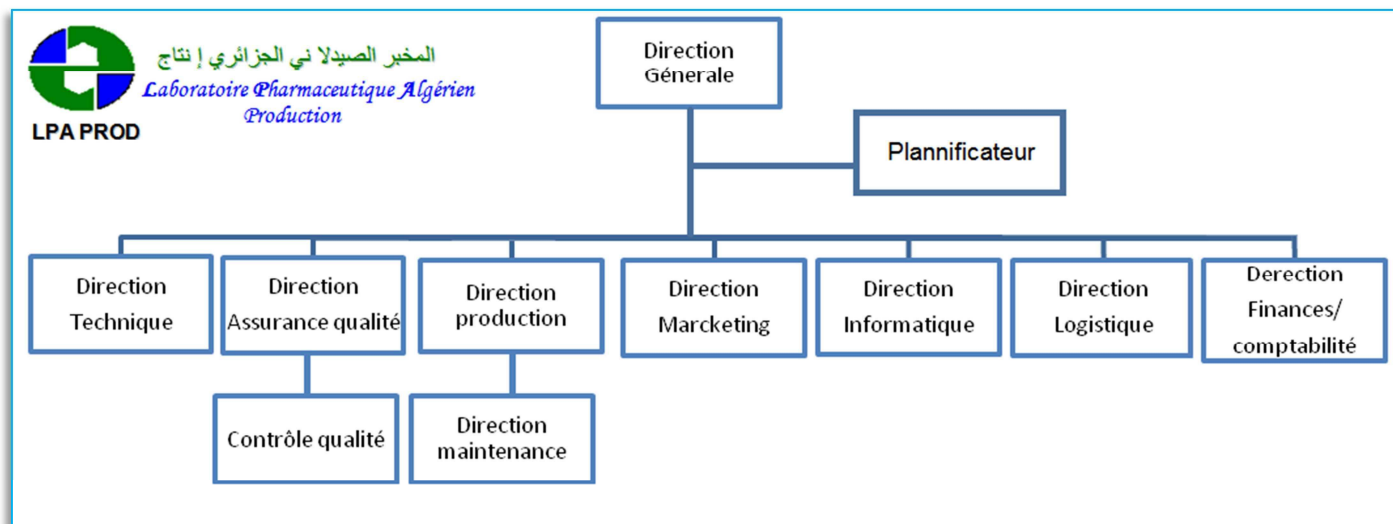 المخبر الصيدلا ني الجزائري إ نتاج
Laboratoire Pharmaceutique Algérien
Production
LPA PROD
Direction
Génerale
Plannificateur
Direction
Technique
Direction
Assurance qualité
Direction
production
Direction
Marcketing
Direction
Informatique
Direction
Logistique
Derection
Finances/
comptabilité
Contrôle qualité
Direction
maintenance